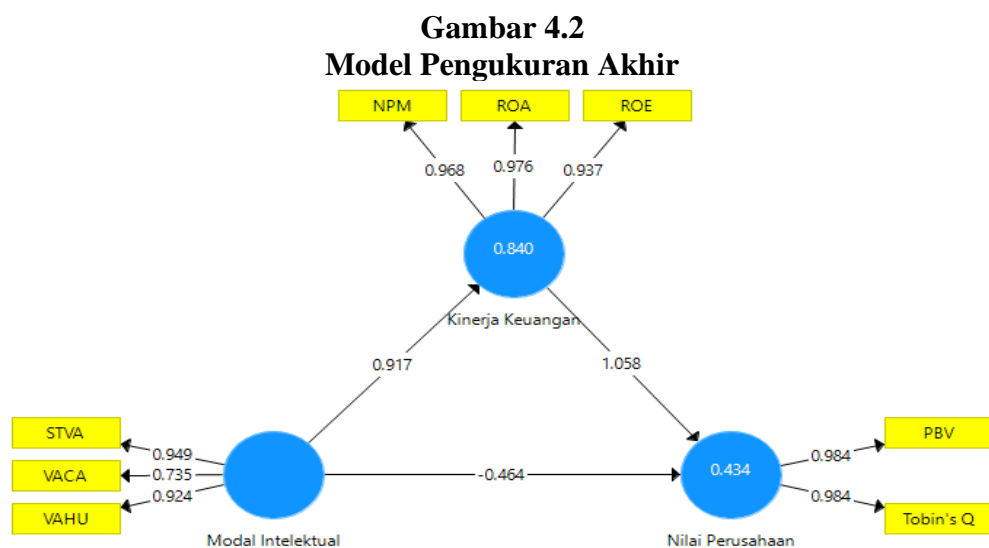 Gambar 4.2
Model Pengukuran Akhir
NPM ROA ROE
0.968 0.976 0.937
0.840
Kinerja Keuangan
0.917 1.058
STVA
VACA
VAHU
0.949
0.735
0.924
Modal Intelektual
-0.464
0.434
Nilai Perusahaan
0.984
0.984
PBV
Tobin's Q